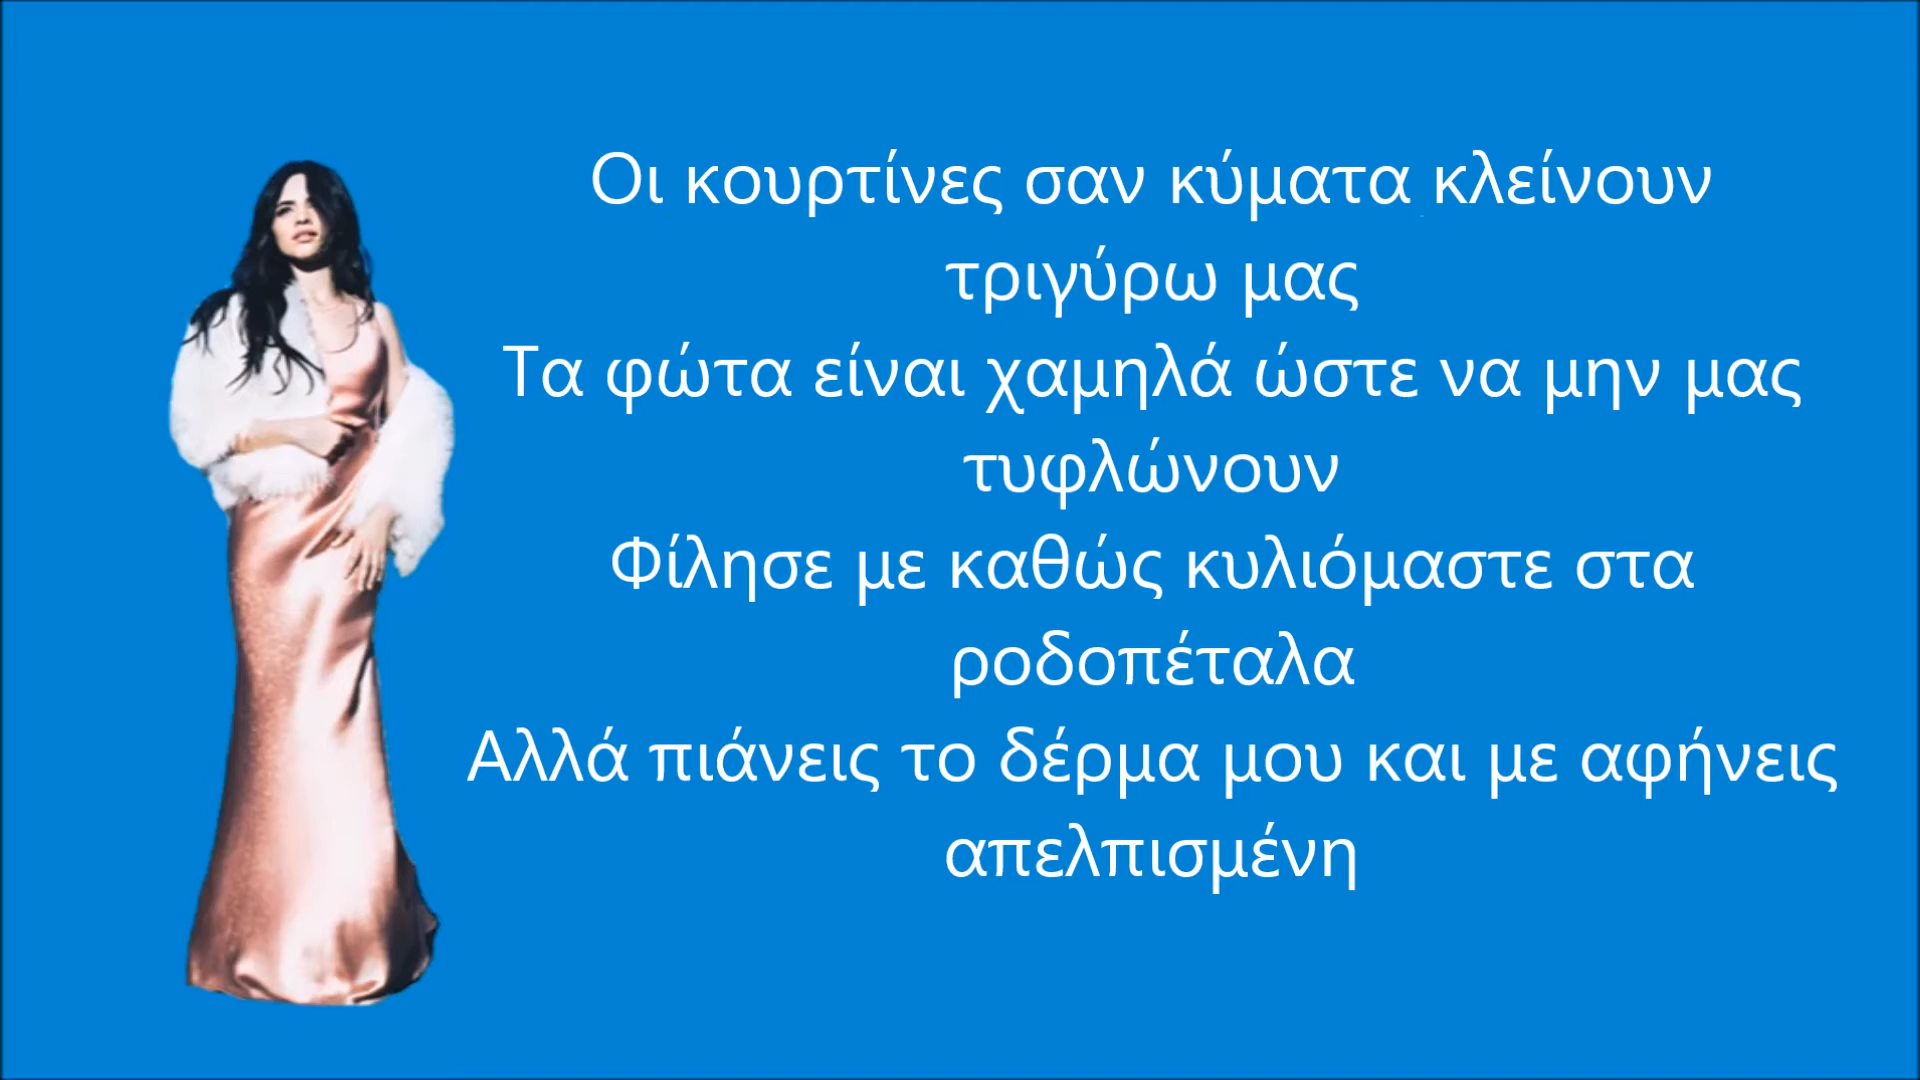 Οι κουρτίνες σαν κύματα κλείνουν
τριγύρω μας
Τα φώτα είναι χαμηλά ώστε να μην μας
τυφλώνουν
Φίλησε με καθώς κυλιόμαστε στα
ροδοπέταλα
Αλλά πιάνεις το δέρμα μου και με αφήνεις
απελπισμένη